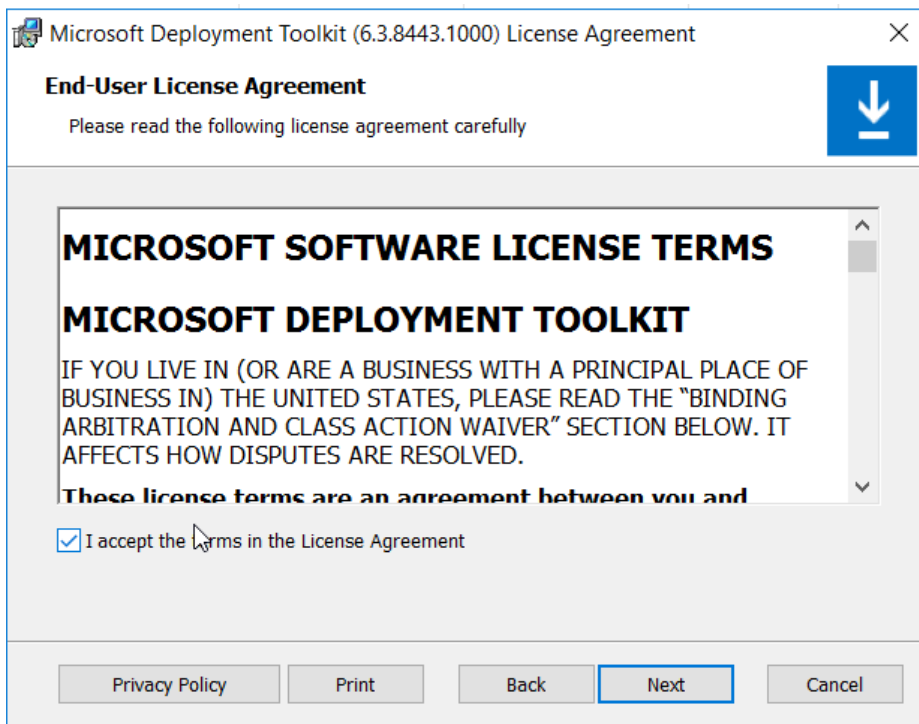 Microsoft Deployment Toolkit (6.3.8443.1000) License Agreement
End-User License Agreement
Please read the following license agreement carefully
MICROSOFT SOFTWARE LICENSE TERMS
MICROSOFT DEPLOYMENT TOOLKIT
IF YOU LIVE IN (OR ARE A BUSINESS WITH A PRINCIPAL PLACE OF
BUSINESS IN) THE UNITED STATES, PLEASE READ THE “BINDING
ARBITRATION AND CLASS ACTION WAIVER” SECTION BELOW. IT
AFFECTS HOW DISPUTES ARE RESOLVED.
These license terms are an agreement between you and
I accept the terms in the License Agreement
Privacy Policy
Print
Back
Next
Cancel